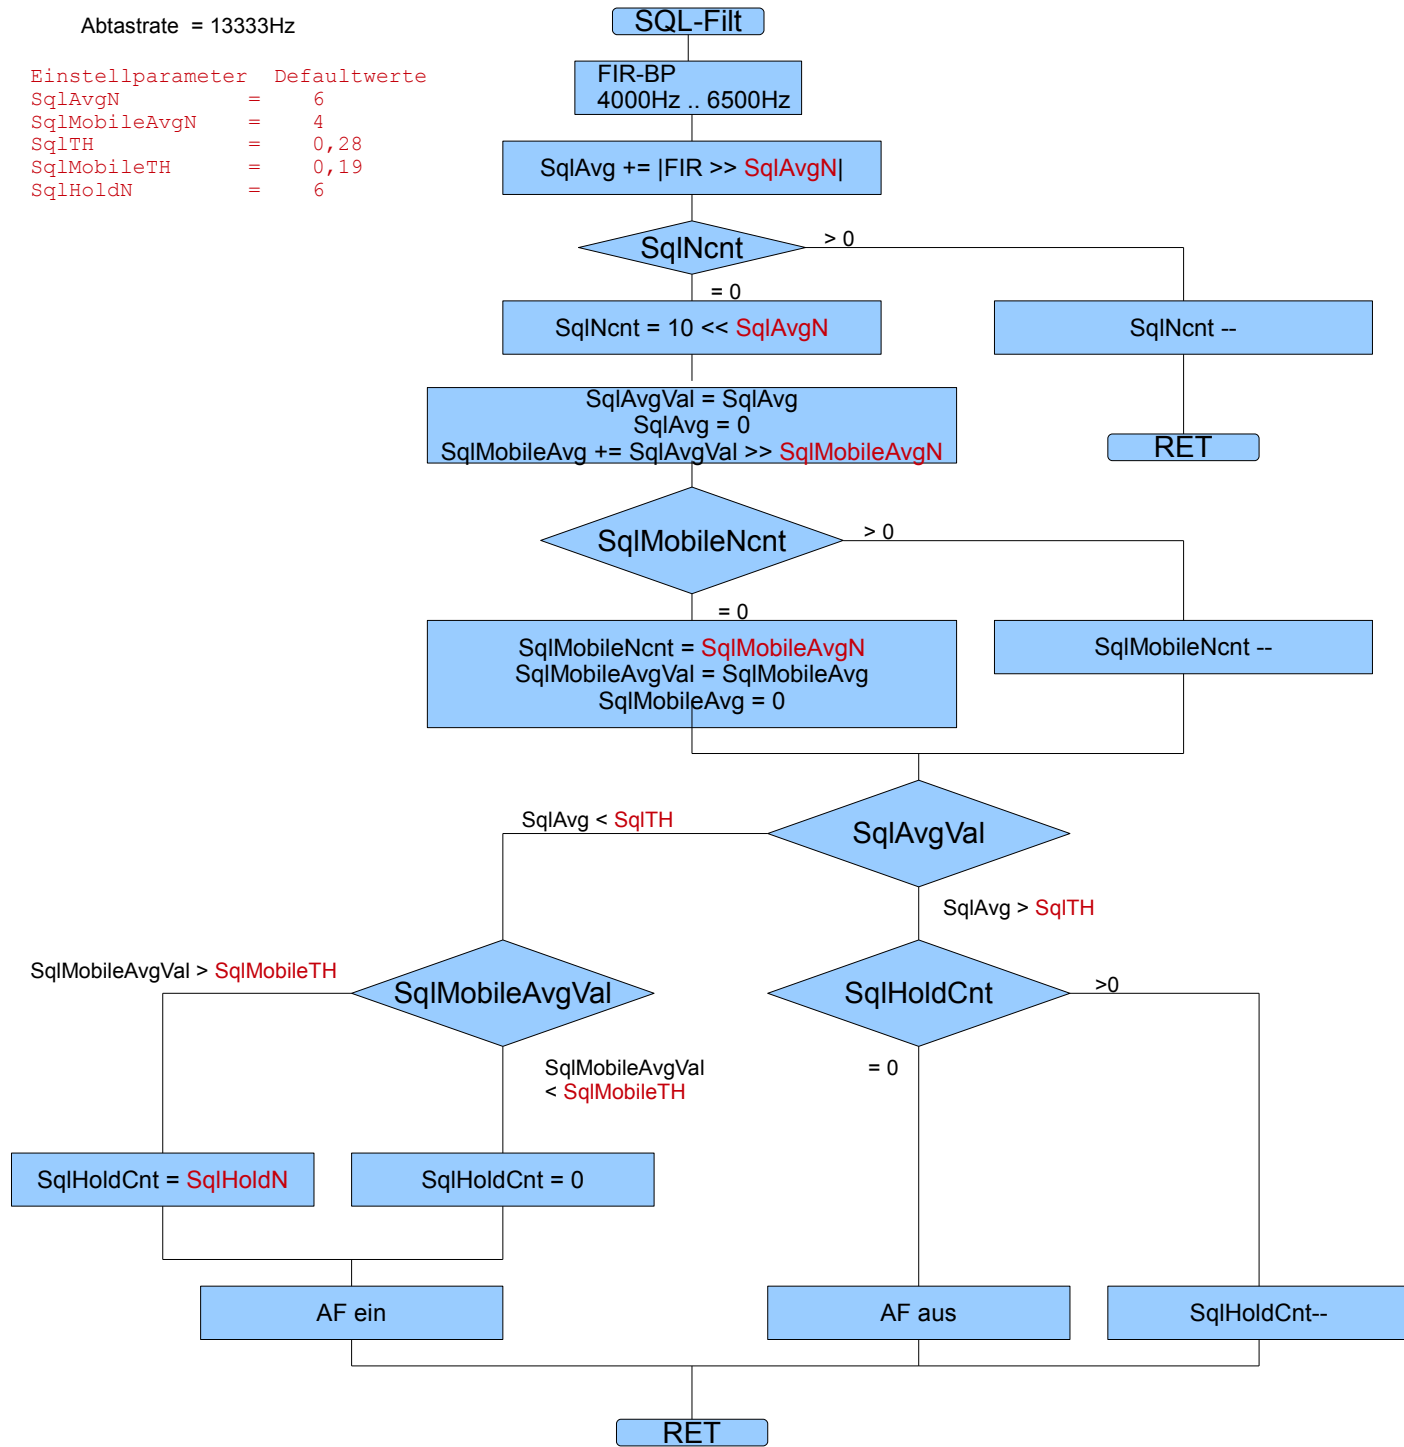 SQL-Filt
Abtastrate = 13333Hz
Einstellparameter Defaultwerte
SqlAvgN = 6
SqlMobileAvgN = 4
SqlTH = 0,28
SqlMobileTH = 0,19
SqlHoldN = 6
FIR-BP
4000Hz .. 6500Hz
SqlAvg += |FIR >> SqlAvgN|
SqlNcnt
> 0
= 0
SqlNcnt = 10 << SqlAvgN
SqlNcnt --
SqlAvgVal = SqlAvg
SqlAvg = 0
SqlMobileAvg += SqlAvgVal >> SqlMobileAvgN
RET
SqlMobileNcnt
> 0
= 0
SqlMobileNcnt = SqlMobileAvgN
SqlMobileAvgVal = SqlMobileAvg
SqlMobileAvg = 0
SqlMobileNcnt --
SqlAvg < SqlTH
SqlAvgVal
SqlAvg > SqlTH
SqlMobileAvgVal > SqlMobileTH
SqlMobileAvgVal
SqlHoldCnt
>0
SqlMobileAvgVal
< SqlMobileTH
= 0
SqlHoldCnt = SqlHoldN
SqlHoldCnt = 0
AF ein
AF aus
SqlHoldCnt--
RET